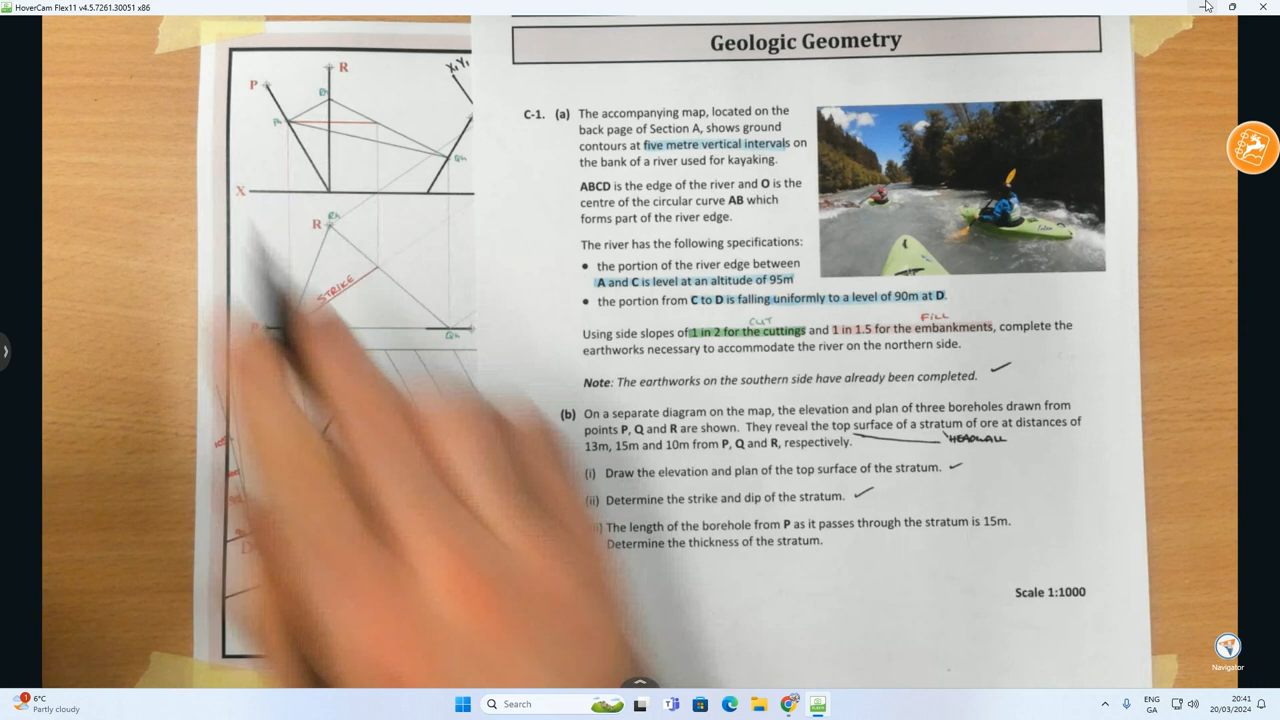 HoverCam Flex11 v4.5.7261.30051 x86
Geologic Geometry
P
R
Rh
Ph
Qh
X₁Y₁
X
R
Rh
STRIKE
Qh
C-1. (a) The accompanying map, located on the
back page of Section A, shows ground
contours at five metre vertical intervals on
the bank of a river used for kayaking.
ABCD is the edge of the river and O is the
centre of the circular curve AB which
forms part of the river edge.
The river has the following specifications:
• the portion of the river edge between
A and C is level at an altitude of 95m
• the portion from C to D is falling uniformly to a level of 90m at D.
CUT
FILL
Using side slopes of 1 in 2 for the cuttings and 1 in 1.5 for the embankments, complete the
earthworks necessary to accommodate the river on the northern side.
Note: The earthworks on the southern side have already been completed.
(b) On a separate diagram on the map, the elevation and plan of three boreholes drawn from
points P, Q and R are shown. They reveal the top surface of a stratum of ore at distances of
13m, 15m and 10m from P, Q and R, respectively.
HEADWALL
(i) Draw the elevation and plan of the top surface of the stratum.
(ii) Determine the strike and dip of the stratum.
The length of the borehole from P as it passes through the stratum is 15m.
Determine the thickness of the stratum.
Scale 1:1000
Navigator
6°C
Partly cloudy
Search
ENG
GA
20:41
20/03/2024